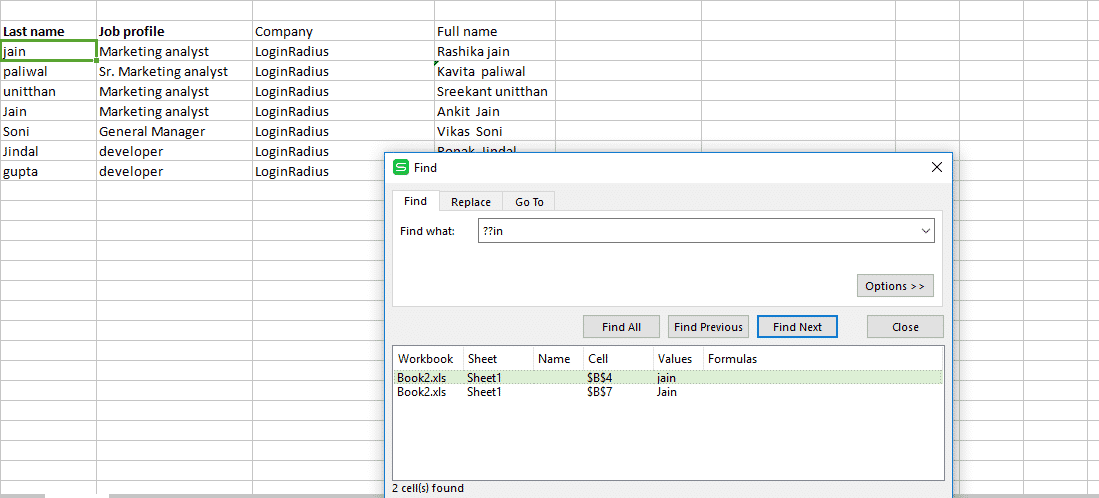 Last name Job profile Company Full name
jain Marketing analyst LoginRadius Rashika jain
paliwal Sr. Marketing analyst LoginRadius Kavita paliwal
unitthan Marketing analyst LoginRadius Sreekant unitthan
Jain Marketing analyst LoginRadius Ankit Jain
Soni General Manager LoginRadius Vikas Soni
Jindal developer LoginRadius Ronak Jindal
gupta developer LoginRadius
Find
Find Replace Go To
Find what: ??in
Options >>
Find All Find Previous Find Next Close
Workbook Sheet Name Cell Values Formulas
Book2.xls Sheet1 $B$4 jain
Book2.xls Sheet1 $B$7 Jain
2 cell(s) found